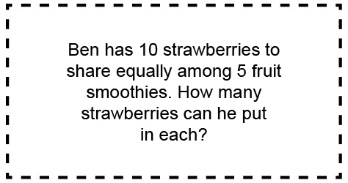 Ben has 10 strawberries to
share equally among 5 fruit
smoothies. How many
strawberries can he put
in each?